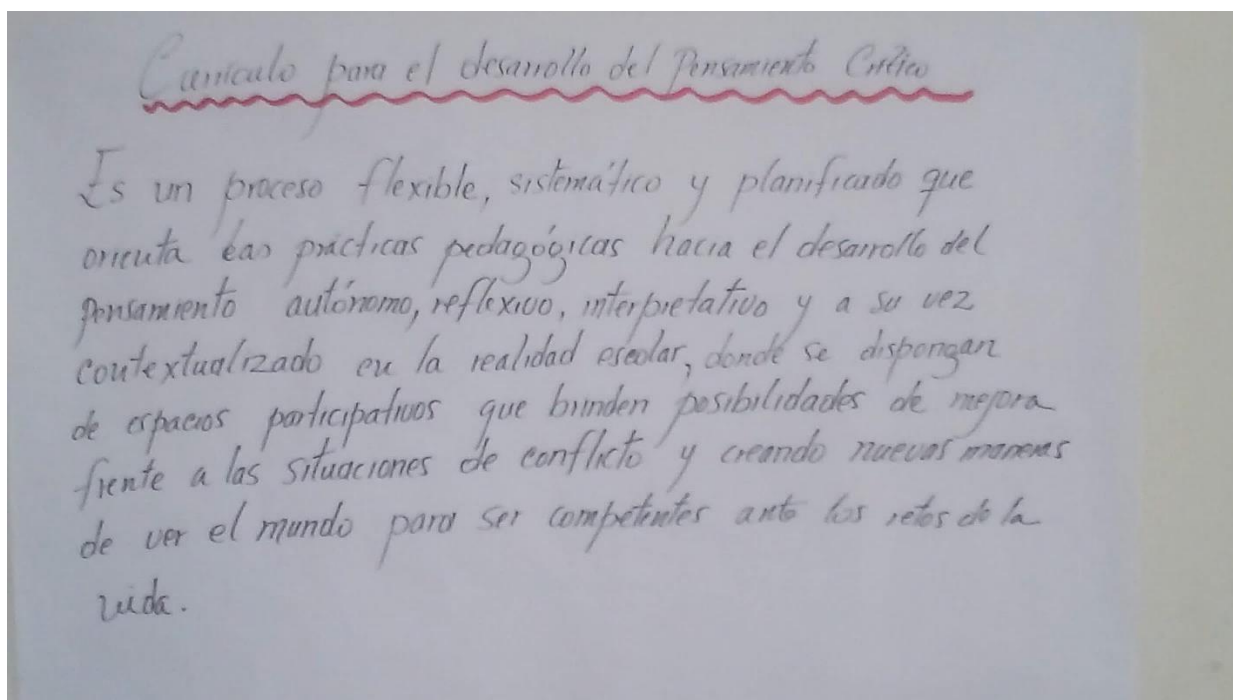 Currículo para el desarrollo del Pensamiento Crítico
Es un proceso flexible, sistemático y planificado que
orienta las prácticas pedagógicas hacia el desarrollo del
Pensamiento autónomo, reflexivo, interpretativo y a su vez
contextualizado en la realidad escolar, donde se dispongan
de espacios participativos que brinden posibilidades de mejora
frente a las situaciones de conflicto y creando nuevas maneras
de ver el mundo para ser competentes ante los retos de la
vida.